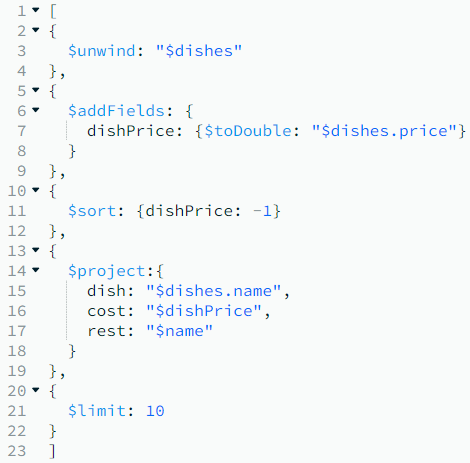 1 [
2 {
3   $unwind: "$dishes"
4 },
5 {
6   $addFields: {
7     dishPrice: {$toDouble: "$dishes.price"}
8   }
9 },
10 {
11   $sort: {dishPrice: -1}
12 },
13 {
14   $project:{
15     dish: "$dishes.name",
16     cost: "$dishPrice",
17     rest: "$name"
18   }
19 },
20 {
21   $limit: 10
22 }
23 ]